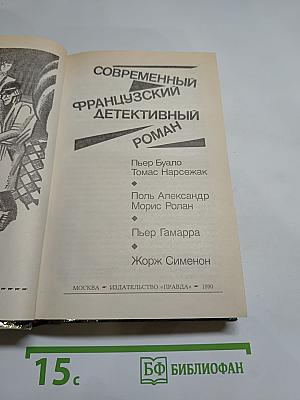 СОВРЕМЕННЫЙ
ФРАНЦУЗСКИЙ
ДЕТЕКТИВНЫЙ
РОМАН
Пьер Буало
Томас Нарсежак
Поль Александр
Морис Ролан
Пьер Гамарра
Жорж Сименон
МОСКВА — ИЗДАТЕЛЬСТВО «ПРАВДА» — 1990
15с
БФ БИБЛИОФАН